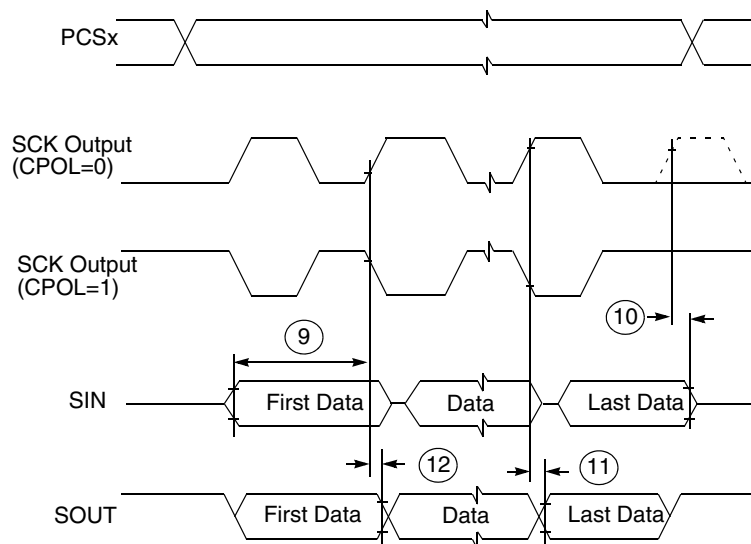 PCSx
SCK Output
(CPOL=0)
SCK Output
(CPOL=1)
10
9
SIN
First Data
Data
Last Data
12
11
SOUT
First Data
Data
Last Data